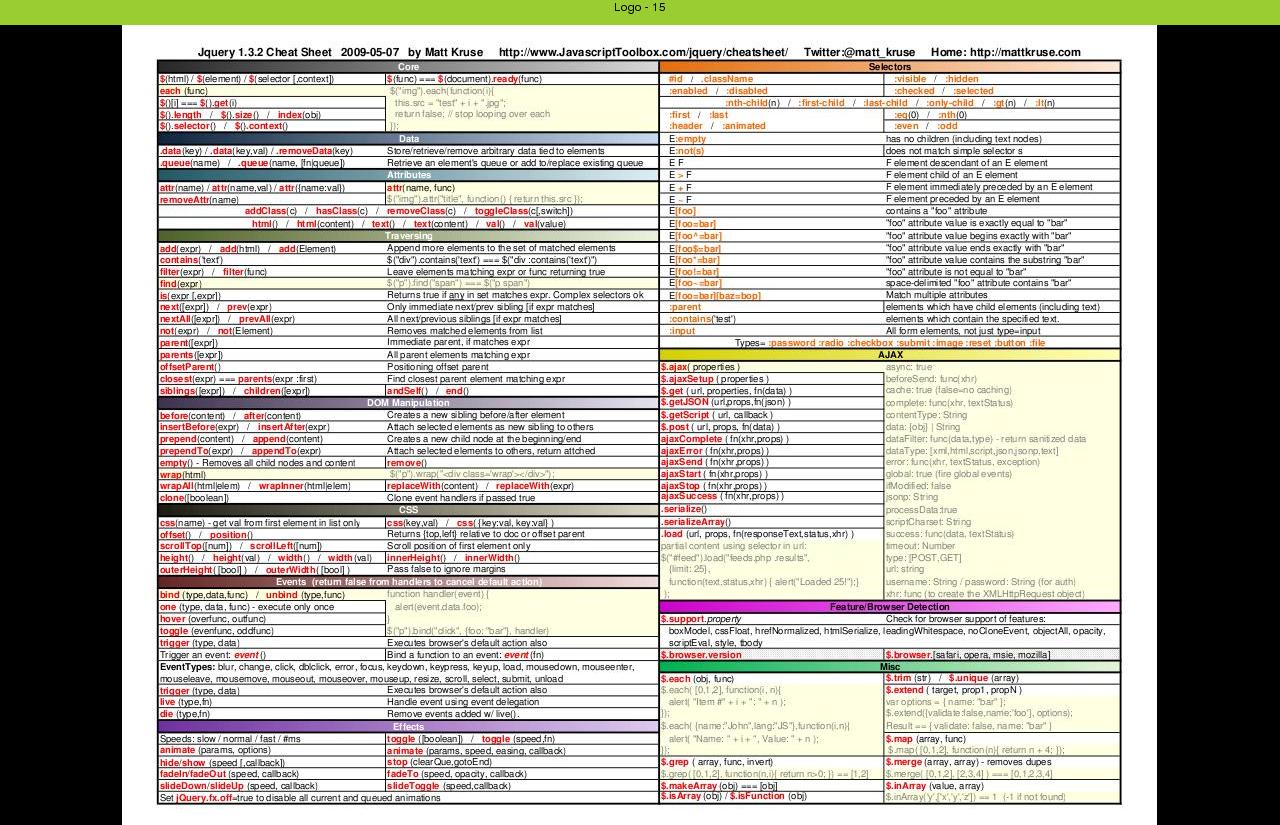 Logo - 15
Jquery 1.3.2 Cheat Sheet 2009-05-07 by Matt Kruse http://www.JavascriptToolbox.com/jquery/cheatsheet/ Twitter:@matt_kruse Home: http://mattkruse.com
Core
$(html) / $(element) / $(selector [,context]) $(func) === $(document).ready(func)
each (func) $("img").each(function(i){
$()[i] === $().get(i) this.src = "test" + i + ".jpg";
$().length / $().size() / index(obj) return false; // stop looping over each
$().selector() / $().context() });
Data
.data(key) / .data(key,val) / .removeData(key) Store/retrieve/remove arbitrary data tied to elements
.queue(name) / .queue(name, [fn|queue]) Retrieve an element's queue or add to/replace existing queue
Attributes
attr(name) / attr(name,val) / attr({name:val}) attr(name, func)
removeAttr(name) $("img").attr("title", function() { return this.src });
addClass(c) / hasClass(c) / removeClass(c) / toggleClass(c[,switch])
html() / html(content) / text() / text(content) / val() / val(value)
Traversing
add(expr) / add(html) / add(Element) Append more elements to the set of matched elements
contains('text') $("div").contains('text') === $("div :contains('text')")
filter(expr) / filter(func) Leave elements matching expr or func returning true
find(expr) $("p").find("span") === $("p span")
is(expr [,expr]) Returns true if any in set matches expr. Complex selectors ok
next([expr]) / prev(expr) Only immediate next/prev sibling [if expr matches]
nextAll([expr]) / prevAll(expr) All next/previous siblings [if expr matches]
not(expr) / not(Element) Removes matched elements from list
parent([expr]) Immediate parent, if matches expr
parents([expr]) All parent elements matching expr
offsetParent() Positioning offset parent
closest(expr) === parents(expr :first) Find closest parent element matching expr
siblings([expr]) / children([expr]) andSelf() / end()
DOM Manipulation
before(content) / after(content) Creates a new sibling before/after element
insertBefore(expr) / insertAfter(expr) Attach selected elements as new sibling to others
prepend(content) / append(content) Creates a new child node at the beginning/end
prependTo(expr) / appendTo(expr) Attach selected elements to others, return attched
empty() - Removes all child nodes and content remove()
wrap(html) $("p").wrap("<div class='wrap'></div>");
wrapAll(html|elem) / wrapInner(html|elem) replaceWith(content) / replaceWith(expr)
clone([boolean]) Clone event handlers if passed true
CSS
css(name) - get val from first element in list only css(key,val) / css( {key:val, key:val} )
offset() / position() Returns {top,left} relative to doc or offset parent
scrollTop([num] / scrollLeft([num] Scroll position of first element only
height() / height(val) / width() / width (val) innerHeight() / innerWidth()
outerHeight( [bool] ) / outerWidth( [bool] ) Pass false to ignore margins
Events (return false from handlers to cancel default action)
bind (type,data,func) / unbind (type,func) function handler(event) {
one (type, data, func) - execute only once alert(event.data.foo);
hover (overfunc, outfunc) }
toggle (evenfunc, oddfunc) $("p").bind("click", {foo: "bar"}, handler)
trigger (type, data) Executes browser's default action also
Trigger an event: event() Bind a function to an event: event (fn)
EventTypes: blur, change, click, dblclick, error, focus, keydown, keypress, keyup, load, mousedown, mouseenter,
mouseleave, mousemove, mouseout, mouseover, mouseup, resize, scroll, select, submit, unload
trigger (type, data) Executes browser's default action also
live (type,fn) Handle event using event delegation
die (type,fn) Remove events added w/ live().
Effects
Speeds: slow / normal / fast / #ms toggle ([boolean] / toggle (speed,fn)
animate (params, options) animate (params, speed, easing, callback)
hide/show (speed [,callback]) stop (clearQue,gotoEnd)
fadeIn/fadeOut (speed, callback) fadeTo (speed, opacity, callback)
slideDown/slideUp (speed, callback) slideToggle (speed,callback)
Set jQuery.fx.off=true to disable all current and queued animations
Selectors
#id / .className :visible / :hidden
:enabled / :disabled :checked / :selected
:nth-child(n) / :first-child / :last-child / :only-child / :gt(n) / :lt(n)
:first / :last :eq(0) / :nth(0)
:header / :animated :even / :odd
E:empty has no children (including text nodes)
E:not(s) does not match simple selector s
E F F element descendant of an E element
E > F F element child of an E element
E + F F element immediately preceded by an E element
E ~ F F element preceded by an E element
E[foo] contains a "foo" attribute
E[foo=bar] "foo" attribute value is exactly equal to "bar"
E[foo^=bar] "foo" attribute value begins exactly with "bar"
E[foo$=bar] "foo" attribute value ends exactly with "bar"
E[foo*=bar] "foo" attribute value contains the substring "bar"
E[foo!=bar] "foo" attribute is not equal to "bar"
E[foo~=bar] space-delimited "foo" attribute contains "bar"
E[foo=bar][baz=bop] Match multiple attributes
:parent elements which have child elements (including text)
:contains('test') elements which contain the specified text.
:input All form elements, not just type=input
Types= :password :radio :checkbox :submit :image :reset :button :file
AJAX
$.ajax( properties ) async: true
$.ajaxSetup ( properties ) beforeSend: func(xhr)
$.get ( url, properties, fn(data) ) cache: true (false=no caching)
$.getJSON (url,props,fn(json) ) complete: func(xhr, textStatus)
$.getScript ( url, callback ) contentType: String
$.post ( url, props, fn(data) ) data: {obj} | String
ajaxComplete ( fn(xhr,props) ) dataFilter: func(data,type) - return sanitized data
ajaxError ( fn(xhr,props) ) dataType: [xml,html,script,json,jsonp,text]
ajaxSend ( fn(xhr,props) ) error: func(xhr, textStatus, exception)
ajaxStart ( fn(xhr,props) ) global: true (fire global events)
ajaxStop ( fn(xhr,props) ) ifModified: false
ajaxSuccess ( fn(xhr,props) ) jsonp: String
.serialize() processData:true
.serializeArray() scriptCharset: String
.load (url, props, fn(responseText,status,xhr) ) success: func(data, textStatus)
partial content using selector in url: timeout: Number
$("#feed").load("feeds.php .results", type: [POST,GET]
{limit: 25}, url: string
function(text,status,xhr) { alert("Loaded 25!");} username: String / password: String (for auth)
); xhr: func (to create the XMLHttpRequest object)
Feature/Browser Detection
$.support.property Check for browser support of features:
boxModel, cssFloat, hrefNormalized, htmlSerialize, leadingWhitespace, noCloneEvent, objectAll, opacity,
scriptEval, style, tbody
$.browser.version $.browser.[safari, opera, msie, mozilla]
Misc
$.each (obj, func) $.trim (str) / $.unique (array)
$.each( [0,1,2], function(i, n){ $.extend ( target, prop1, propN )
alert( "Item #" + i + ": " + n ); var options = { name: "bar" };
}); $.extend({validate:false,name:'foo'}, options);
$.each( {name:"John",lang:"JS"},function(i,n){ Result == { validate: false, name: "bar" }
alert( "Name: " + i + ", Value: " + n ); $.map (array, func)
}); $.map( [0,1,2], function(n){ return n + 4; });
$.grep ( array, func, invert) $.merge (array, array) - removes dupes
$.grep( [0,1,2], function(n,i){ return n>0; }) == [1,2] $.merge( [0,1,2], [2,3,4] ) === [0,1,2,3,4]
$.makeArray (obj) === [obj] $.inArray (value, array)
$.isArray (obj) / $.isFunction (obj) $.inArray('y',['x','y','z']) == 1 (-1 if not found)